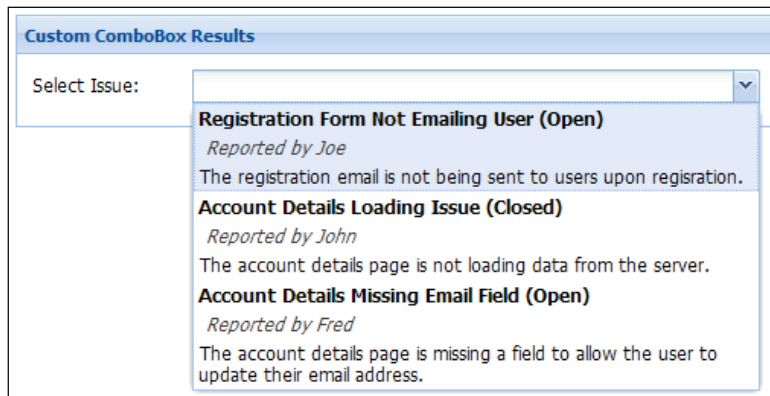 Custom ComboBox Results
Select Issue:
Registration Form Not Emailing User (Open)
Reported by Joe
The registration email is not being sent to users upon regisration.
Account Details Loading Issue (Closed)
Reported by John
The account details page is not loading data from the server.
Account Details Missing Email Field (Open)
Reported by Fred
The account details page is missing a field to allow the user to
update their email address.